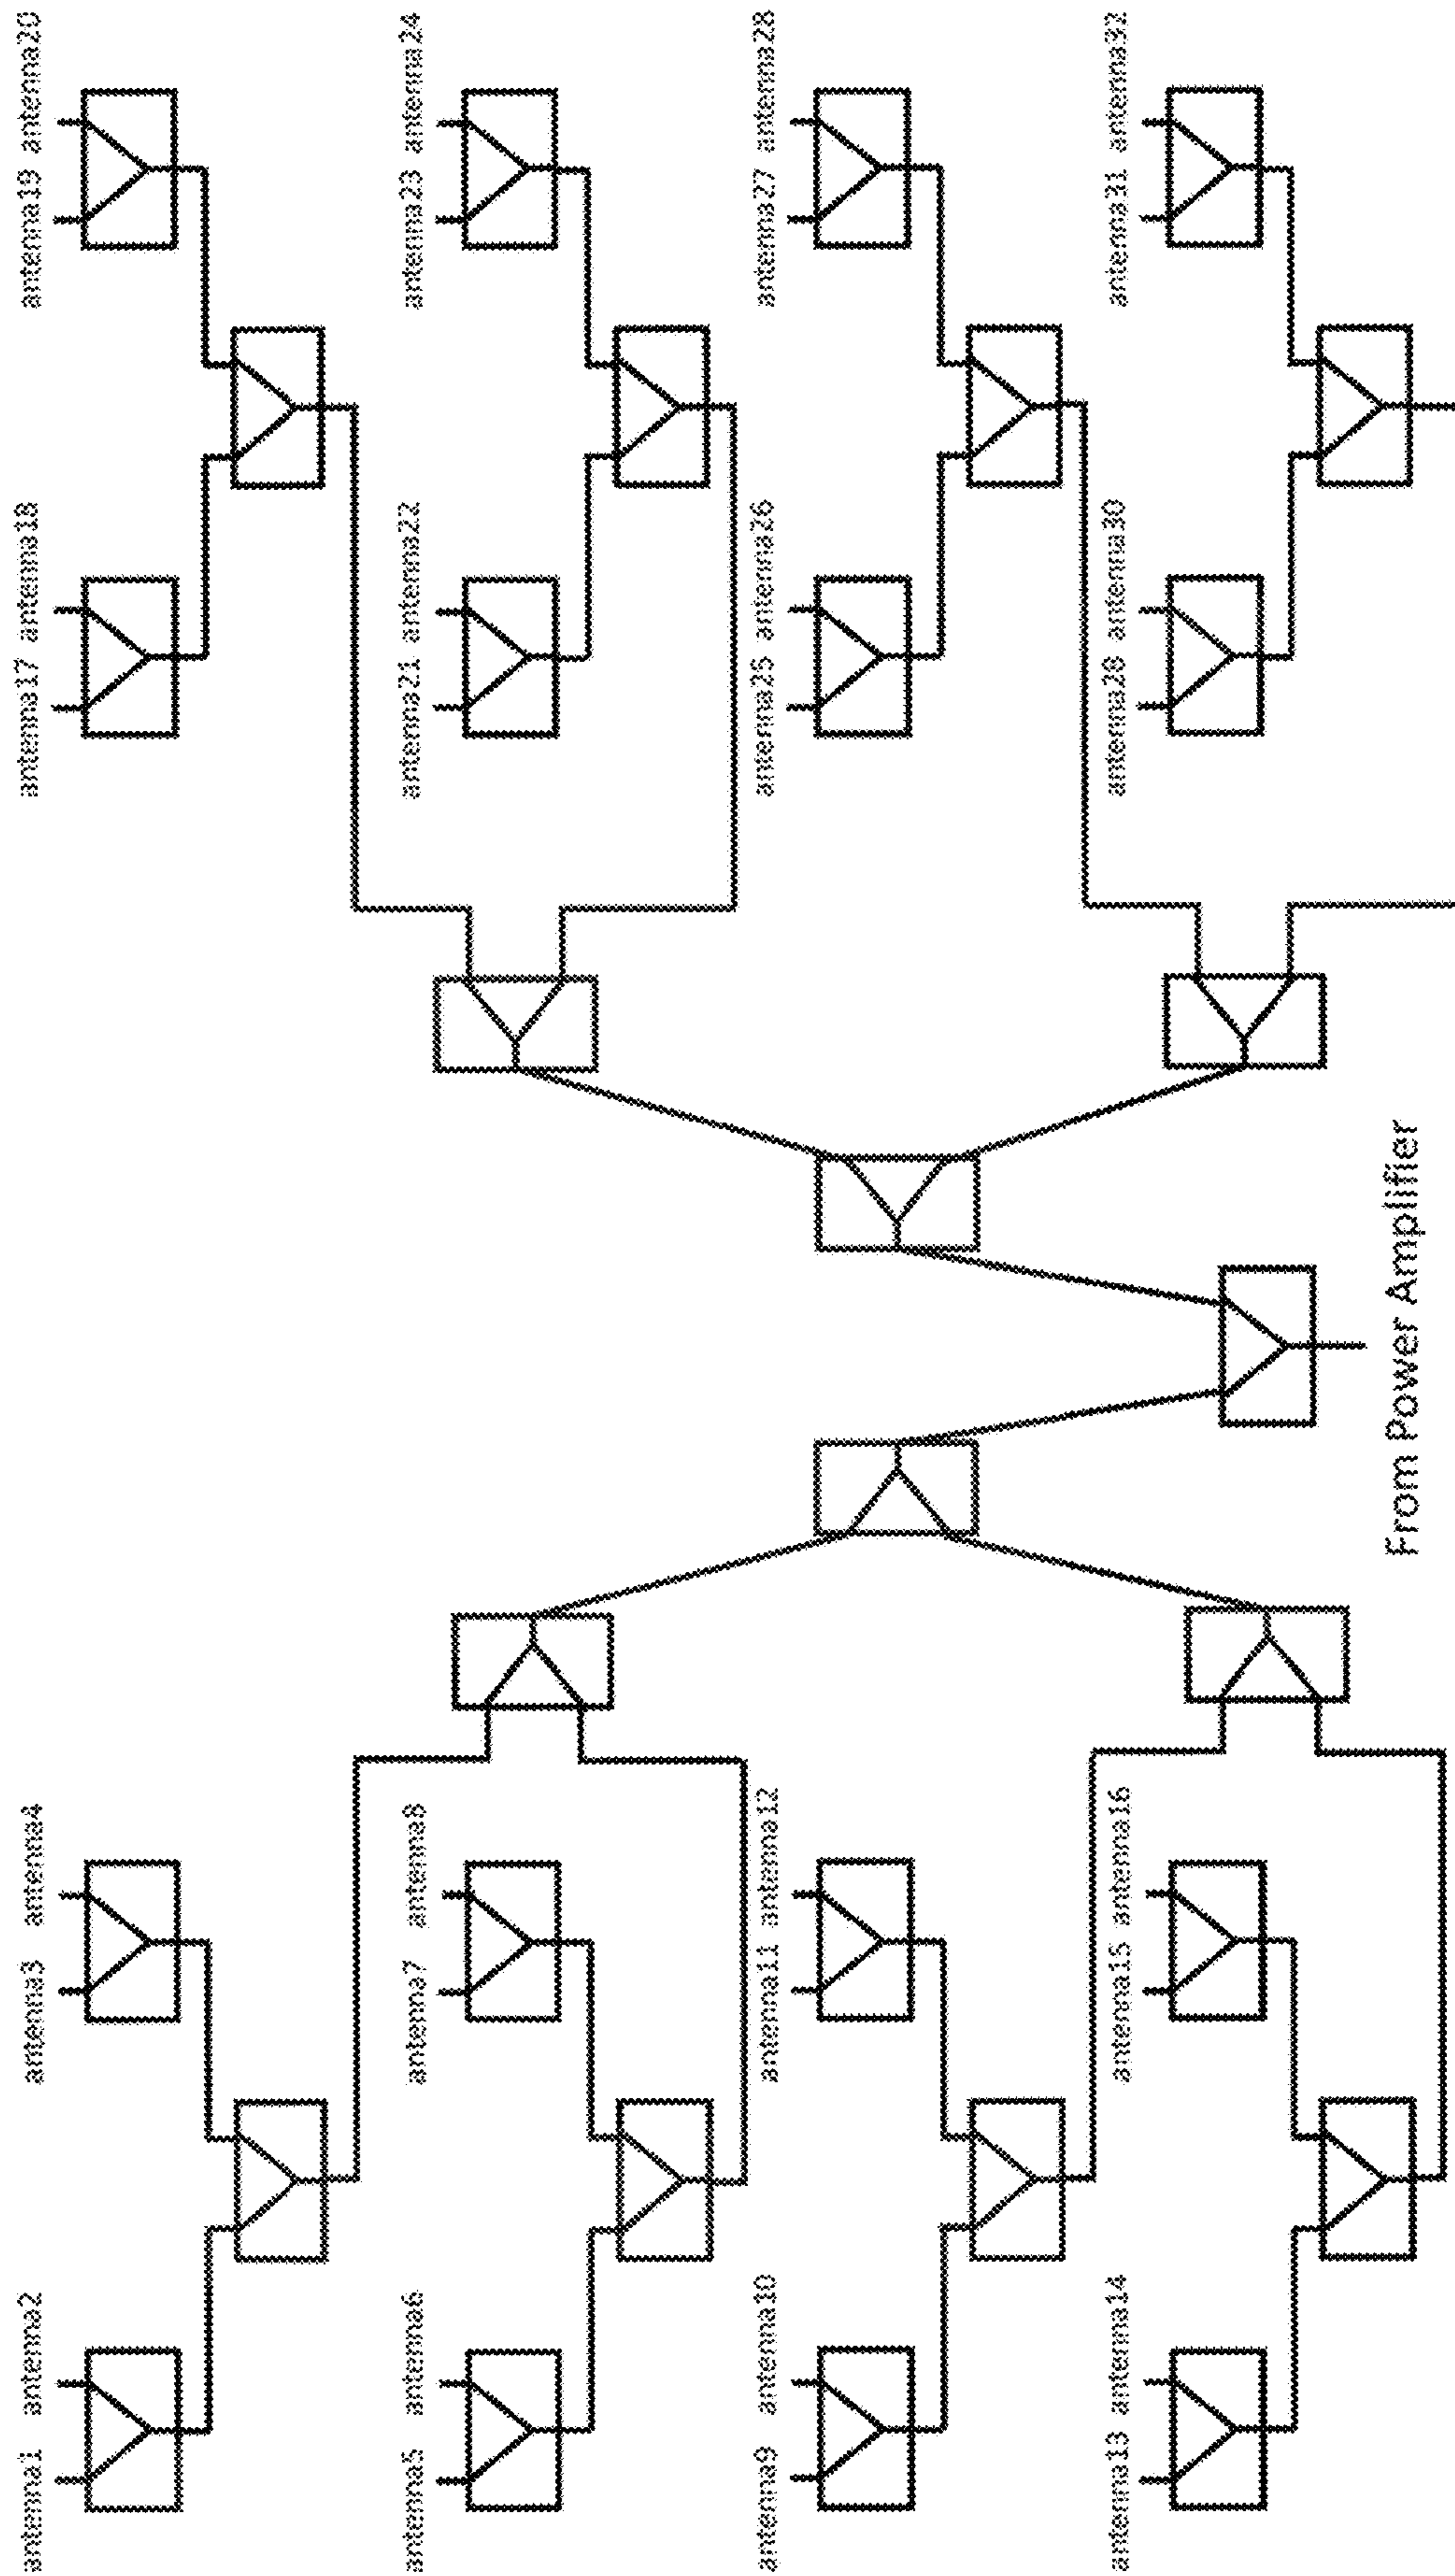 antenna1 antenna2 antenna3 antenna4 antenna17 antenna18 antenna19 antenna20
antenna5 antenna6 antenna7 antenna8 antenna21 antenna22 antenna23 antenna24
antenna9 antenna10 antenna11 antenna12 antenna25 antenna26 antenna27 antenna28
antenna13 antenna14 antenna15 antenna16 antenna28 antenna30 antenna31 antenna32
From Power Amplifier